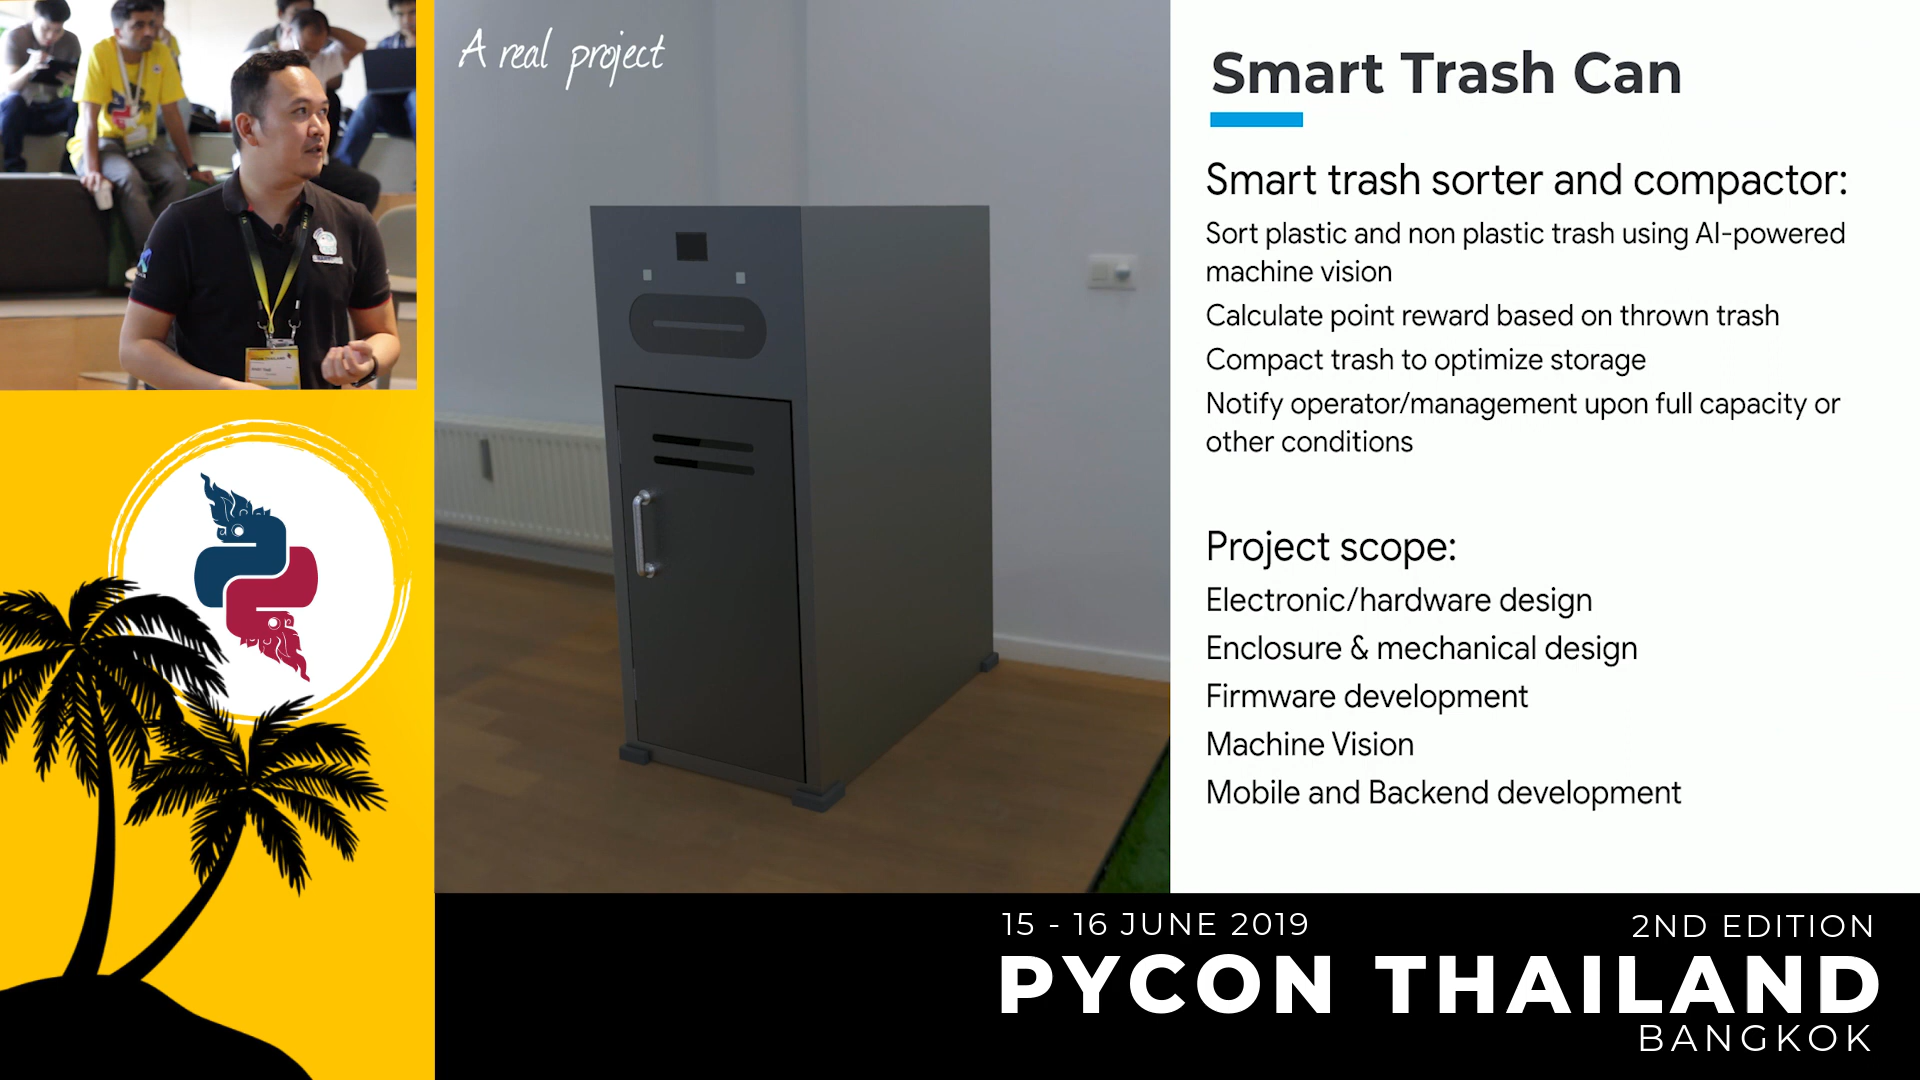 A real project
Smart Trash Can
Smart trash sorter and compactor:
Sort plastic and non plastic trash using AI-powered
machine vision
Calculate point reward based on thrown trash
Compact trash to optimize storage
Notify operator/management upon full capacity or
other conditions
Project scope:
Electronic/hardware design
Enclosure & mechanical design
Firmware development
Machine Vision
Mobile and Backend development
15 - 16 JUNE 2019
2ND EDITION
PYCON THAILAND
BANGKOK